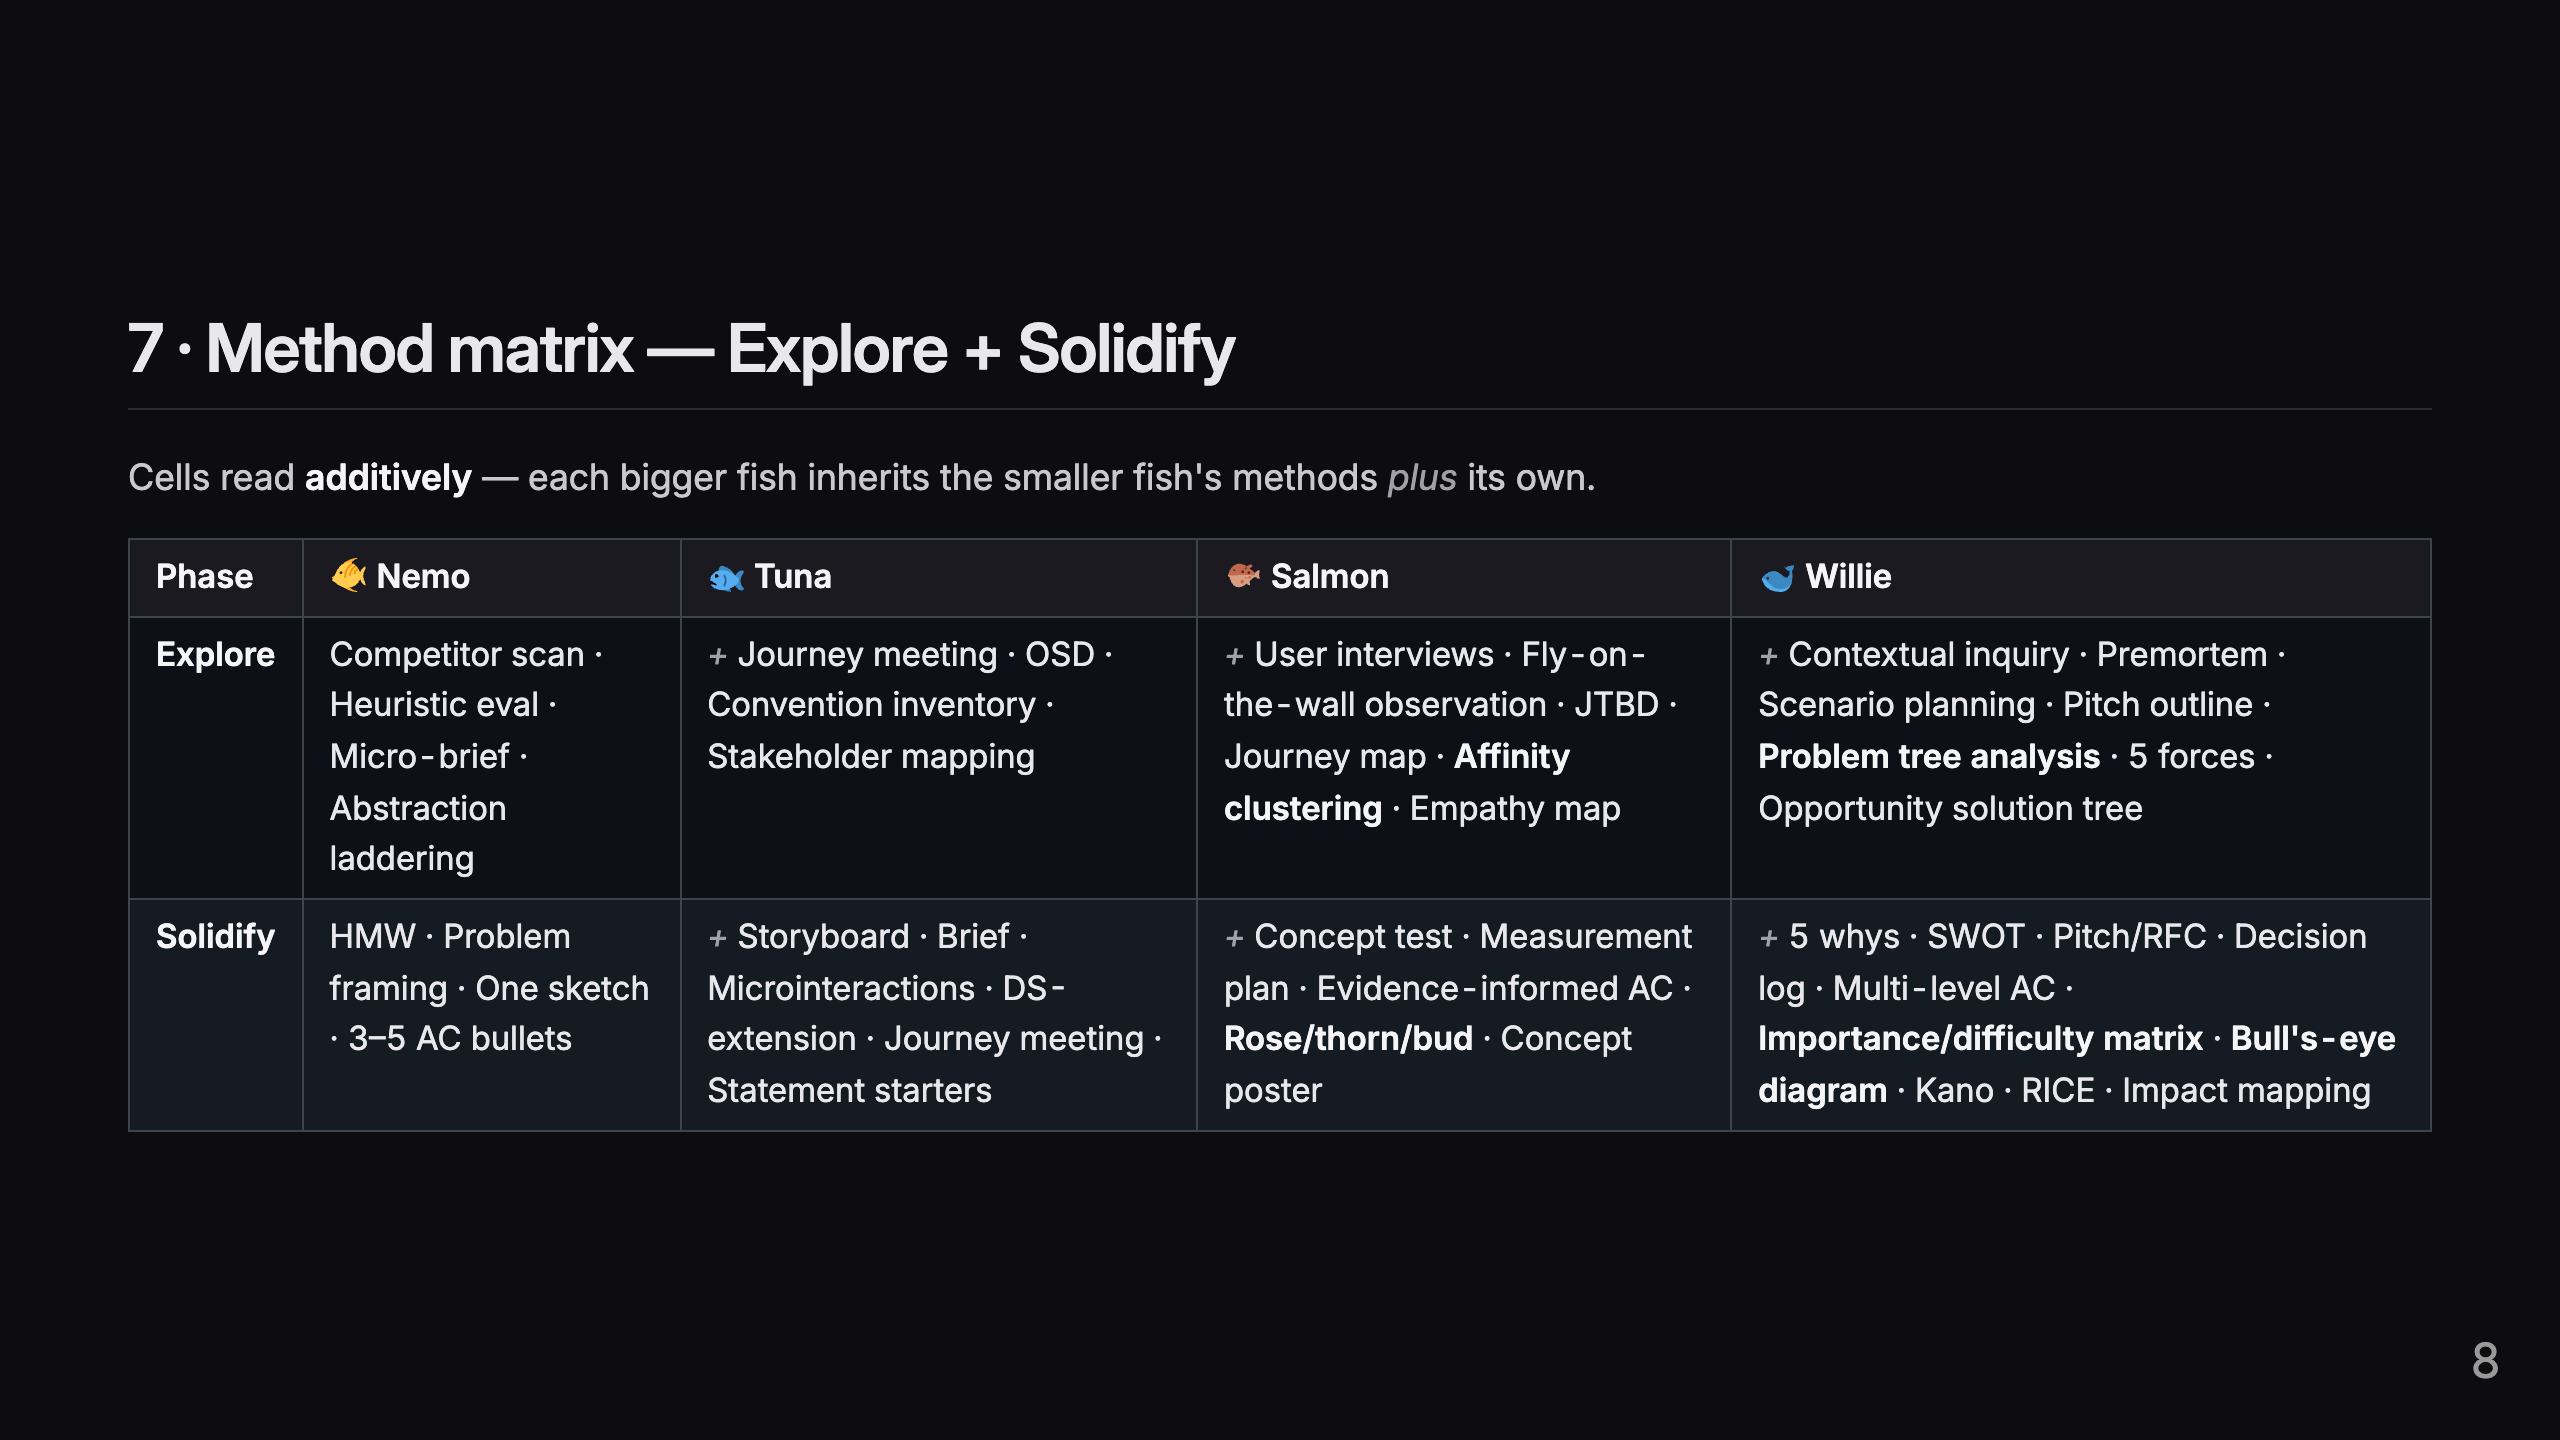 7 · Method matrix — Explore + Solidify
Cells read additively — each bigger fish inherits the smaller fish's methods plus its own.
Phase
🐠 Nemo
🐟 Tuna
🐡 Salmon
🐳 Willie
Explore
Competitor scan ·
Heuristic eval ·
Micro-brief ·
Abstraction
laddering
+ Journey meeting · OSD ·
Convention inventory ·
Stakeholder mapping
+ User interviews · Fly-on-
the-wall observation · JTBD ·
Journey map · Affinity
clustering · Empathy map
+ Contextual inquiry · Premortem ·
Scenario planning · Pitch outline ·
Problem tree analysis · 5 forces ·
Opportunity solution tree
Solidify
HMW · Problem
framing · One sketch
· 3–5 AC bullets
+ Storyboard · Brief ·
Microinteractions · DS-
extension · Journey meeting ·
Statement starters
+ Concept test · Measurement
plan · Evidence-informed AC ·
Rose/thorn/bud · Concept
poster
+ 5 whys · SWOT · Pitch/RFC · Decision
log · Multi-level AC ·
Importance/difficulty matrix · Bull's-eye
diagram · Kano · RICE · Impact mapping
8